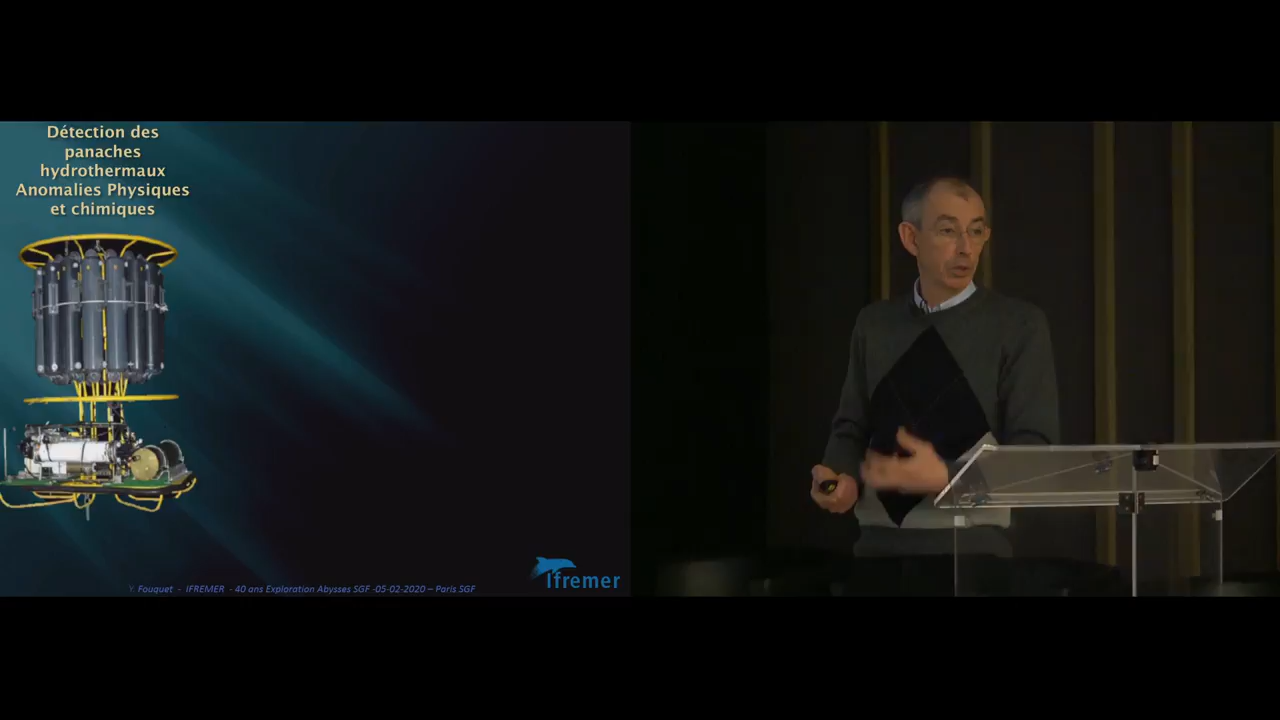 Détection des
panaches
hydrothermaux
Anomalies Physiques
et chimiques
Ifremer
Y. Fouquet - IFREMER - 40 ans Exploration Abysses SGF -05-02-2020 – Paris SGF